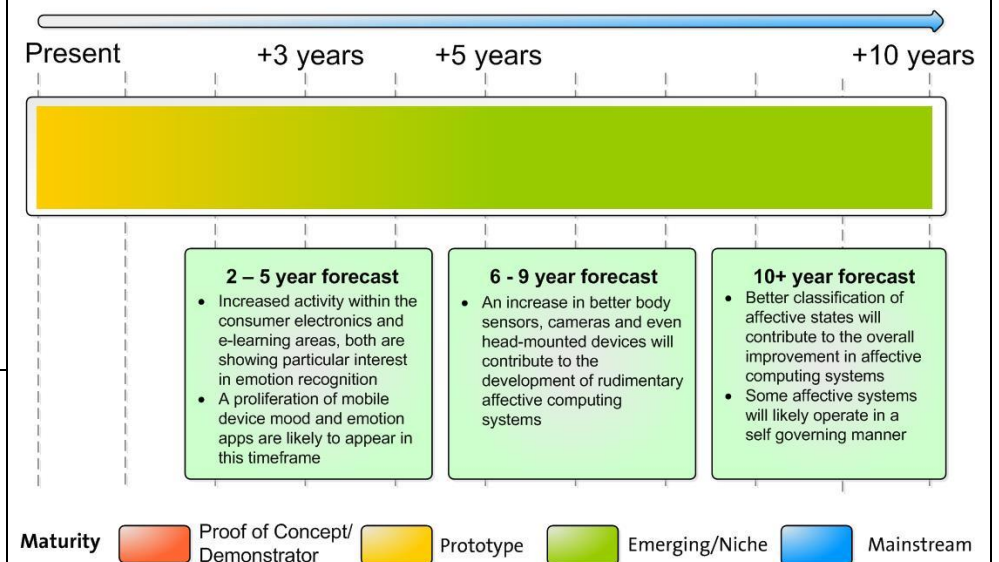 Present +3 years +5 years +10 years
2 – 5 year forecast
• Increased activity within the
consumer electronics and
e-learning areas, both are
showing particular interest
in emotion recognition
• A proliferation of mobile
device mood and emotion
apps are likely to appear in
this timeframe
6 - 9 year forecast
• An increase in better body
sensors, cameras and even
head-mounted devices will
contribute to the
development of rudimentary
affective computing
systems
10+ year forecast
• Better classification of
affective states will
contribute to the overall
improvement in affective
computing systems
• Some affective systems
will likely operate in a
self governing manner
Maturity
Proof of Concept/
Demonstrator
Prototype
Emerging/Niche
Mainstream